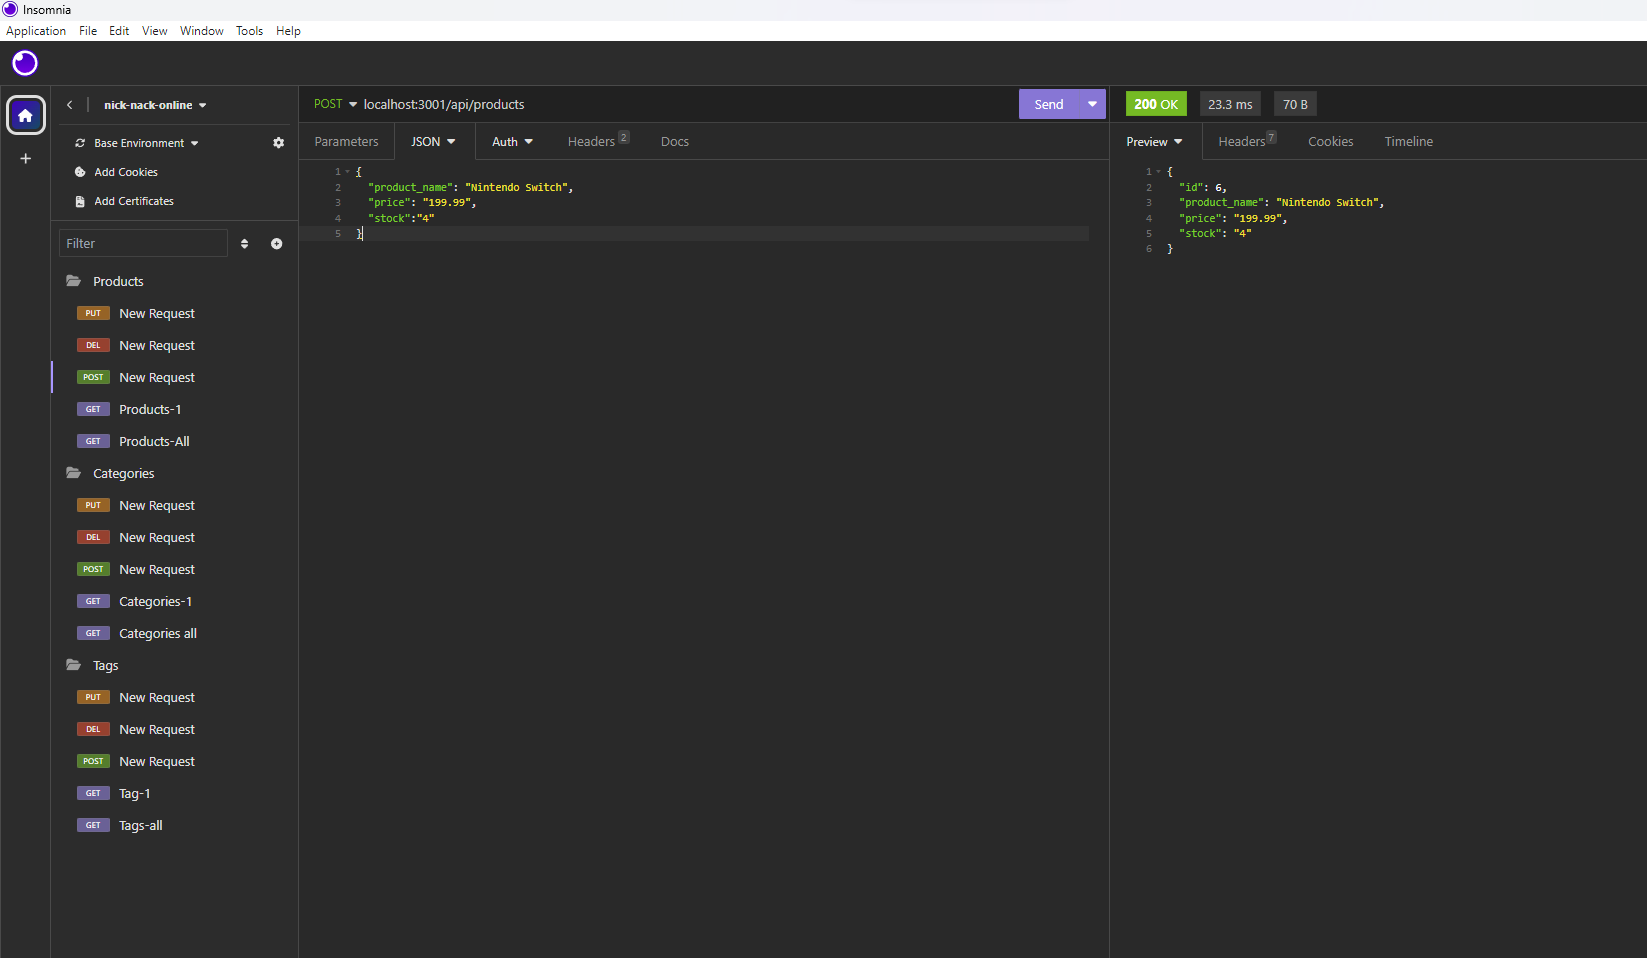 Insomnia
Application File Edit View Window Tools Help
nick-nack-online
Base Environment
Add Cookies
Add Certificates
Filter
Products
PUT New Request
DEL New Request
POST New Request
GET Products-1
GET Products-All
Categories
PUT New Request
DEL New Request
POST New Request
GET Categories-1
GET Categories all
Tags
PUT New Request
DEL New Request
POST New Request
GET Tag-1
GET Tags-all
POST localhost:3001/api/products Send
Parameters JSON Auth Headers 2 Docs
1 {
2 "product_name": "Nintendo Switch",
3 "price": "199.99",
4 "stock":"4"
5 }
200 OK 23.3 ms 70 B
Preview Headers 7 Cookies Timeline
1 {
2 "id": 6,
3 "product_name": "Nintendo Switch",
4 "price": "199.99",
5 "stock": "4"
6 }